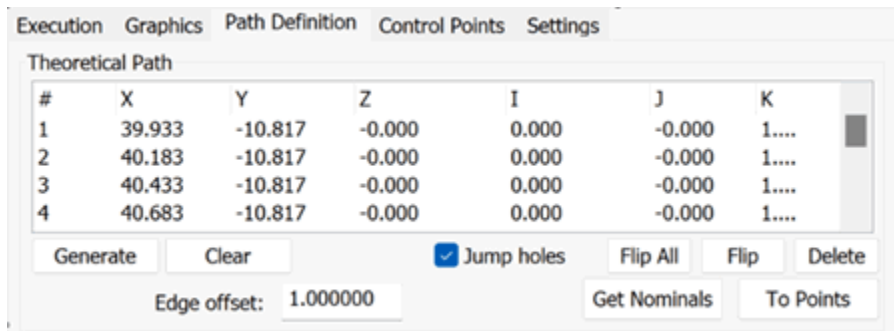 Execution Graphics Path Definition Control Points Settings
Theoretical Path
# X Y Z I J K
1 39.933 -10.817 -0.000 0.000 -0.000 1....
2 40.183 -10.817 -0.000 0.000 -0.000 1....
3 40.433 -10.817 -0.000 0.000 -0.000 1....
4 40.683 -10.817 -0.000 0.000 -0.000 1....
Generate Clear Jump holes Flip All Flip Delete
Edge offset: 1.000000 Get Nominals To Points